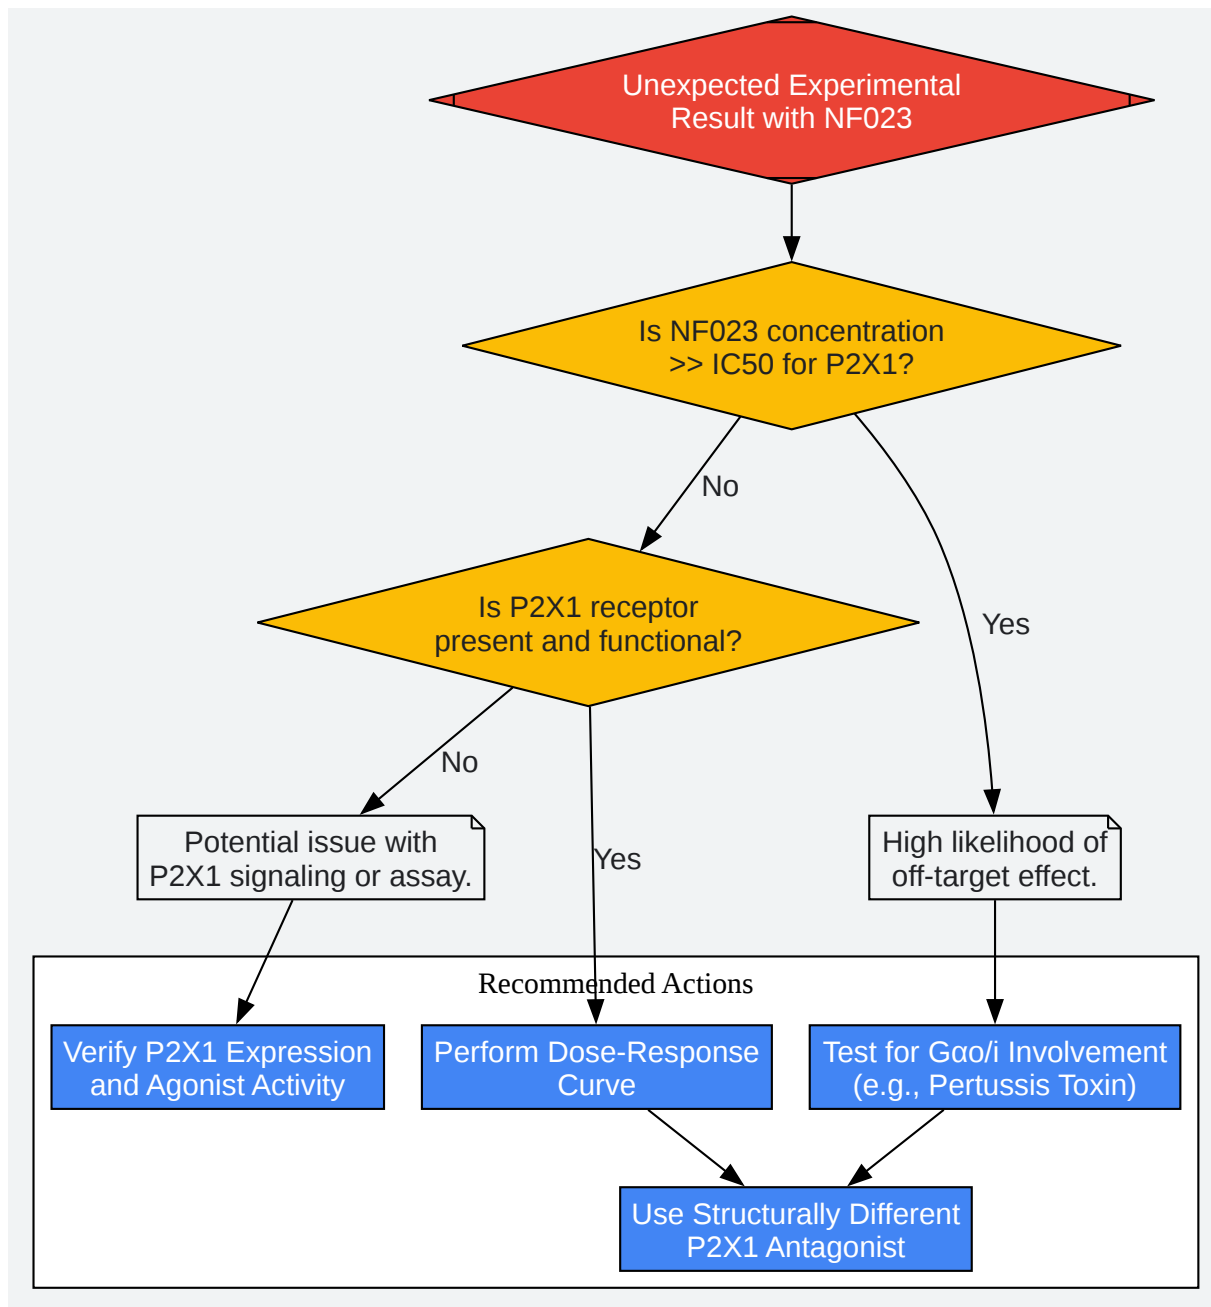 Unexpected Experimental
Result with NF023
Is NF023 concentration
>> IC50 for P2X1?
No
Yes
Is P2X1 receptor
present and functional?
No
Yes
Potential issue with
P2X1 signaling or assay.
High likelihood of
off-target effect.
Recommended Actions
Verify P2X1 Expression
and Agonist Activity
Perform Dose-Response
Curve
Test for Gαo/i Involvement
(e.g., Pertussis Toxin)
Use Structurally Different
P2X1 Antagonist